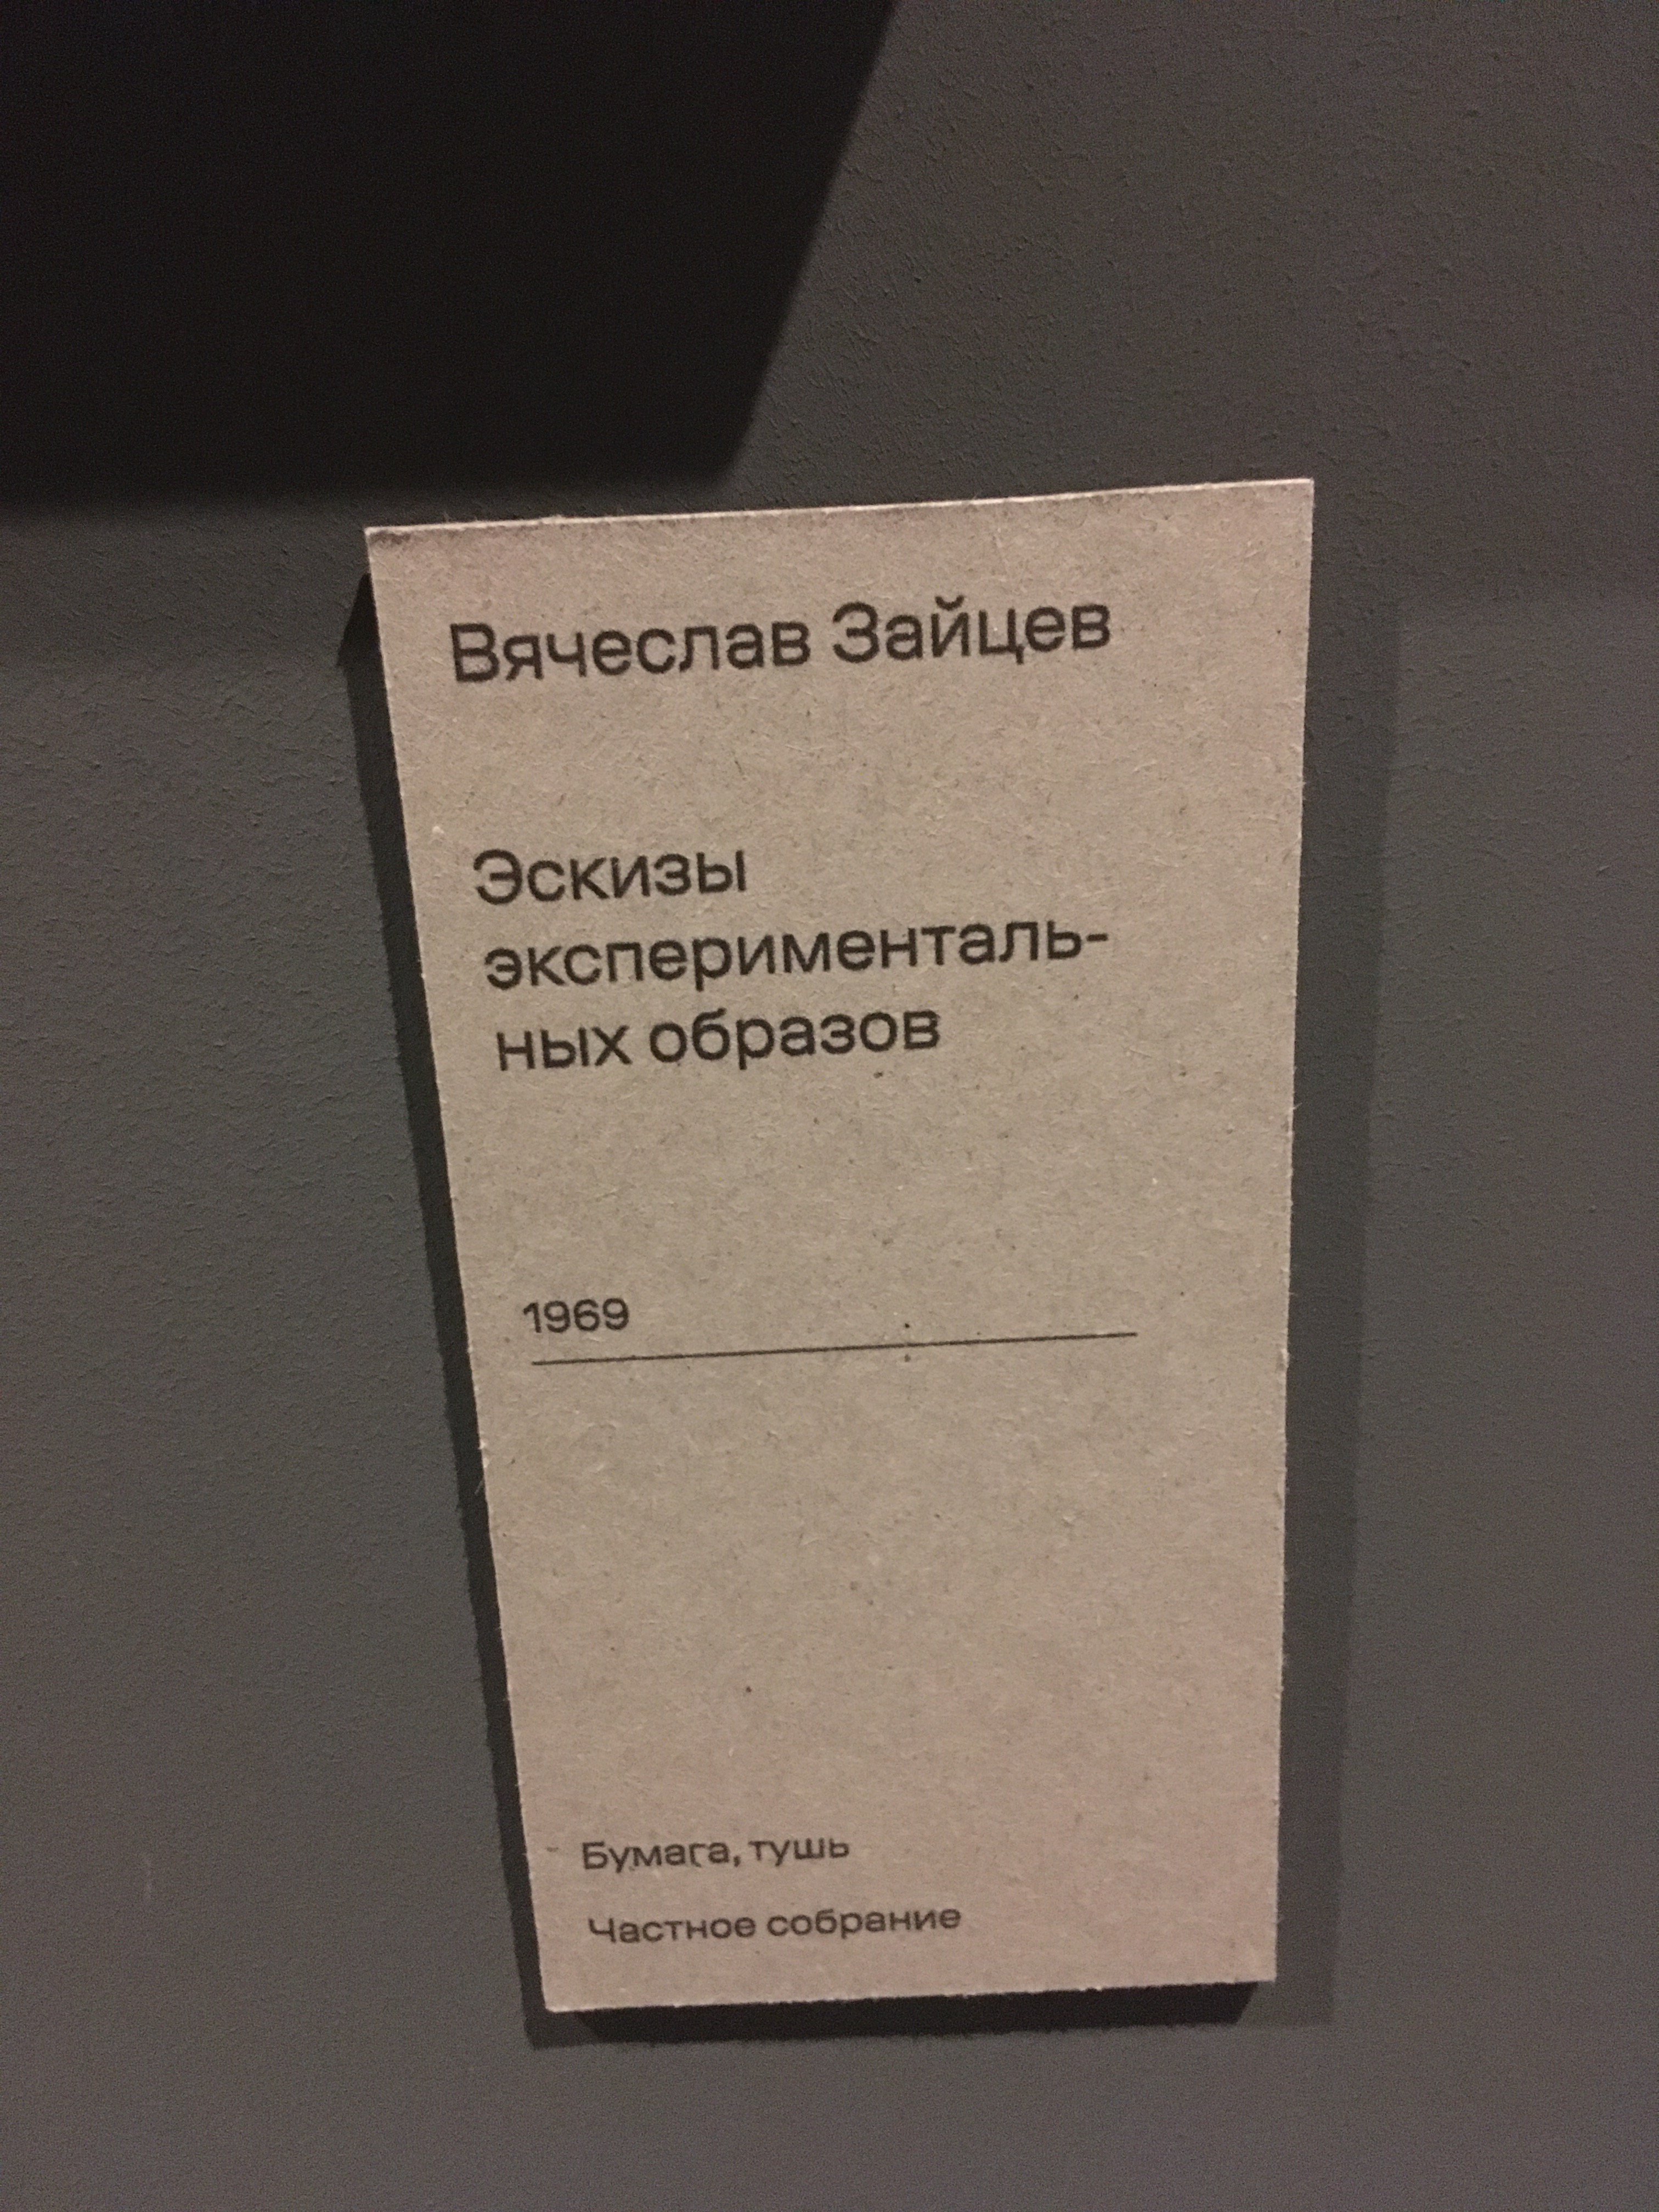 Вячеслав Зайцев
Эскизы
эксперименталь-
ных образов
1969
Бумага, тушь
Частное собрание